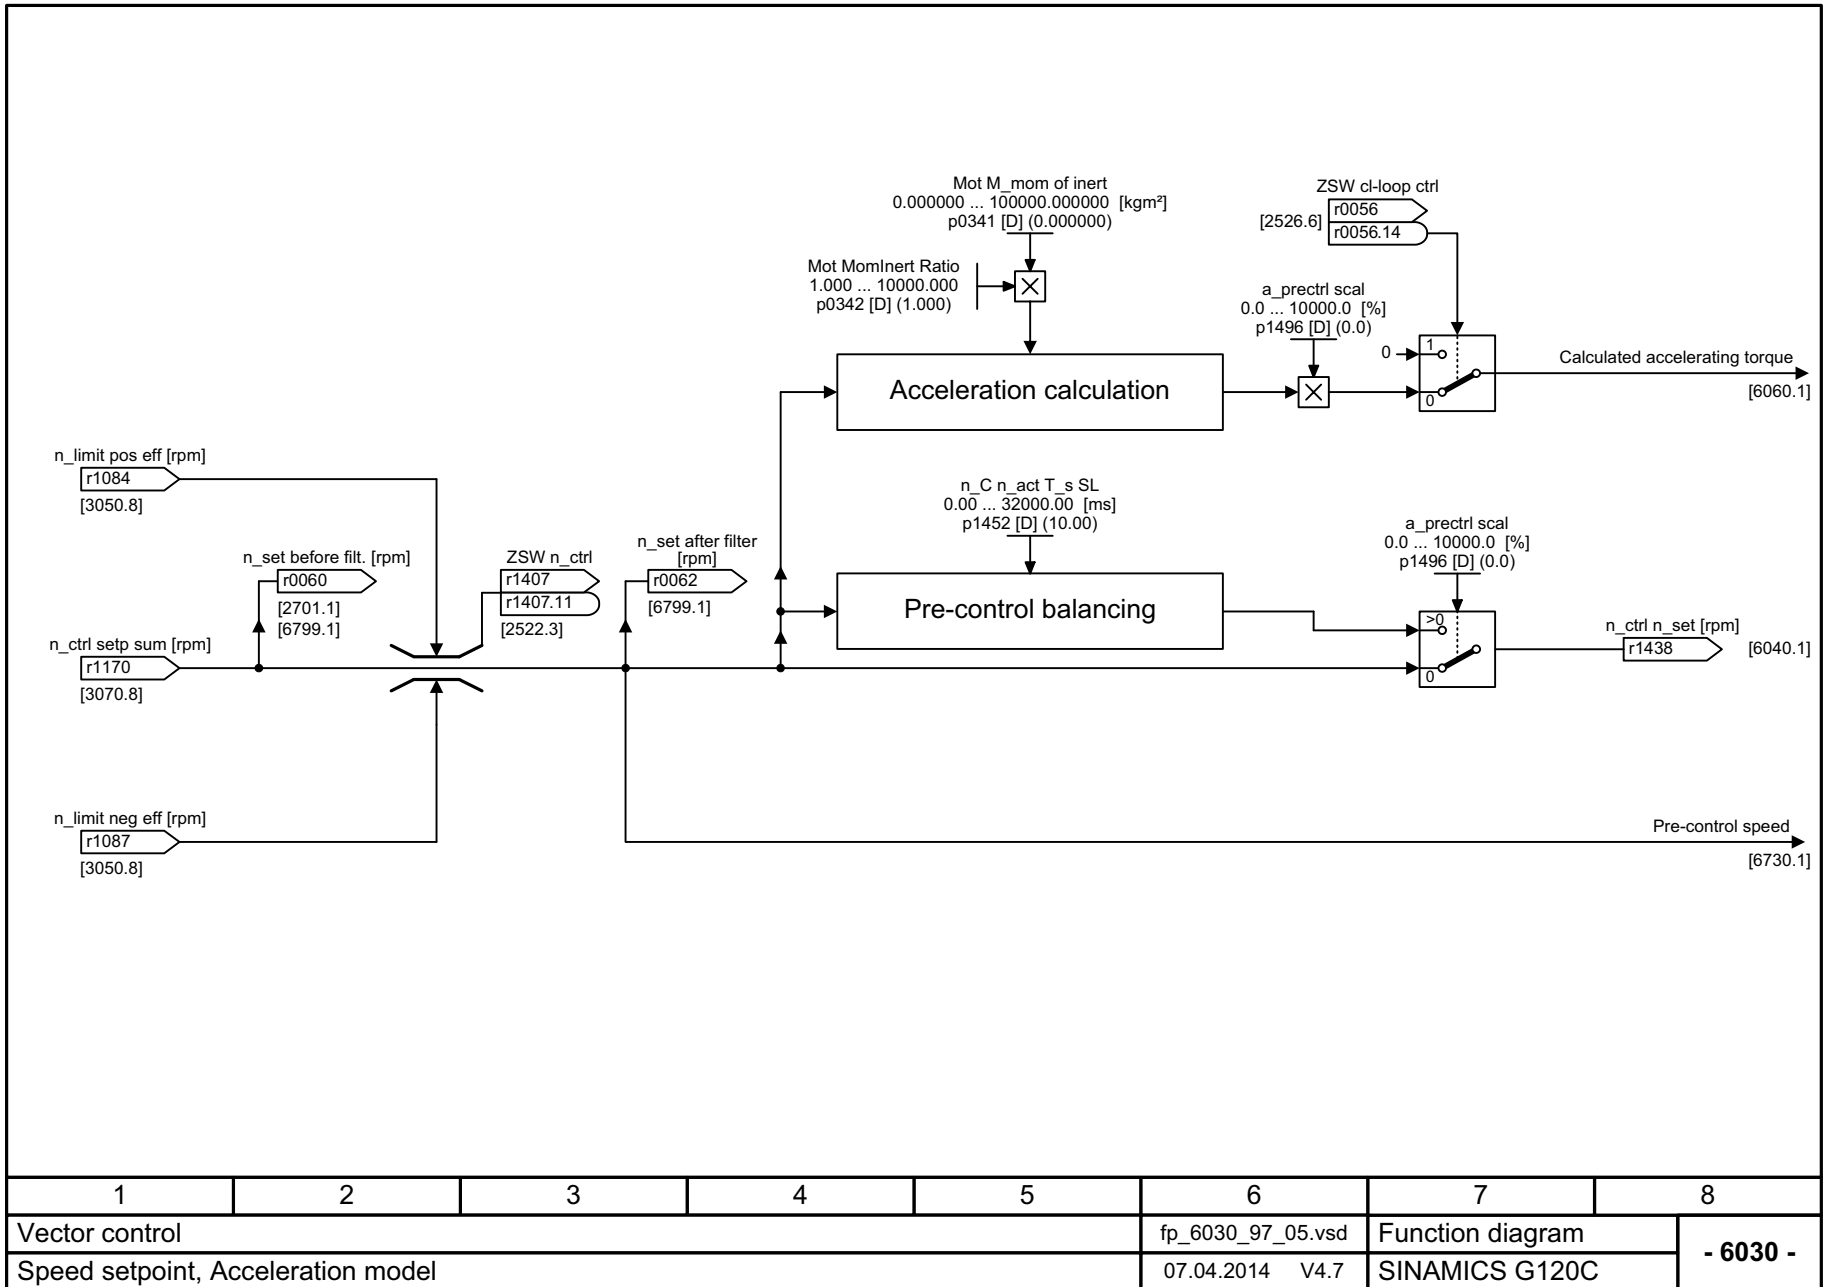 Mot M_mom of inert
0.000000 ... 100000.000000 [kgm²]
p0341 [D] (0.000000)
Mot MomInert Ratio
1.000 ... 10000.000
p0342 [D] (1.000)
ZSW cl-loop ctrl
r0056
[2526.6]
r0056.14
a_prectrl scal
0.0 ... 10000.0 [%]
p1496 [D] (0.0)
Acceleration calculation
0
1
0
Calculated accelerating torque
[6060.1]
n_limit pos eff [rpm]
r1084
[3050.8]
n_set before filt. [rpm]
r0060
[2701.1]
[6799.1]
ZSW n_ctrl
r1407
r1407.11
[2522.3]
n_set after filter
[rpm]
r0062
[6799.1]
n_C n_act T_s SL
0.00 ... 32000.00 [ms]
p1452 [D] (10.00)
Pre-control balancing
a_prectrl scal
0.0 ... 10000.0 [%]
p1496 [D] (0.0)
>0
0
n_ctrl n_set [rpm]
r1438
[6040.1]
n_ctrl setp sum [rpm]
r1170
[3070.8]
n_limit neg eff [rpm]
r1087
[3050.8]
Pre-control speed
[6730.1]
1 2 3 4 5 6 7 8
Vector control
fp_6030_97_05.vsd
Function diagram
- 6030 -
Speed setpoint, Acceleration model
07.04.2014 V4.7
SINAMICS G120C